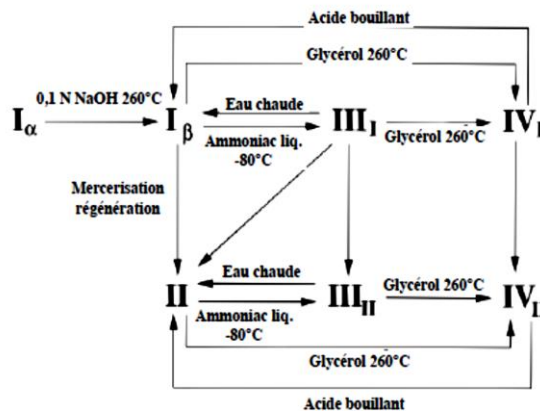 Acide bouillant
Glycérol 260°C
0,1 N NaOH 260°C
Eau chaude
Iα
Iβ
IIII
IVI
Ammoniac liq.
-80°C
Glycérol 260°C
Mercerisation
régénération
Eau chaude
Glycérol 260°C
II
IIIII
IVII
Ammoniac liq.
-80°C
Glycérol 260°C
Acide bouillant